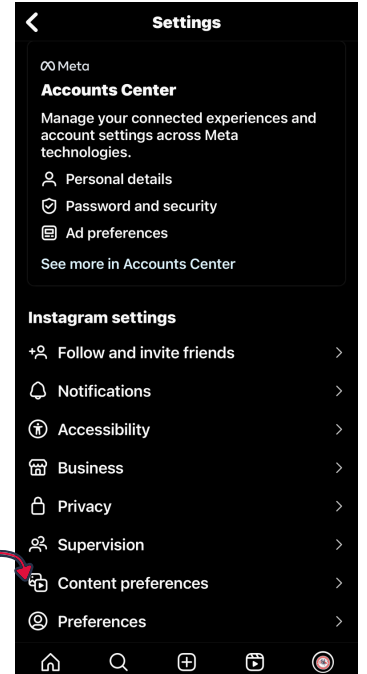 Settings
Meta
Accounts Center
Manage your connected experiences and
account settings across Meta
technologies.
Personal details
Password and security
Ad preferences
See more in Accounts Center
Instagram settings
Follow and invite friends
Notifications
Accessibility
Business
Privacy
Supervision
Content preferences
Preferences